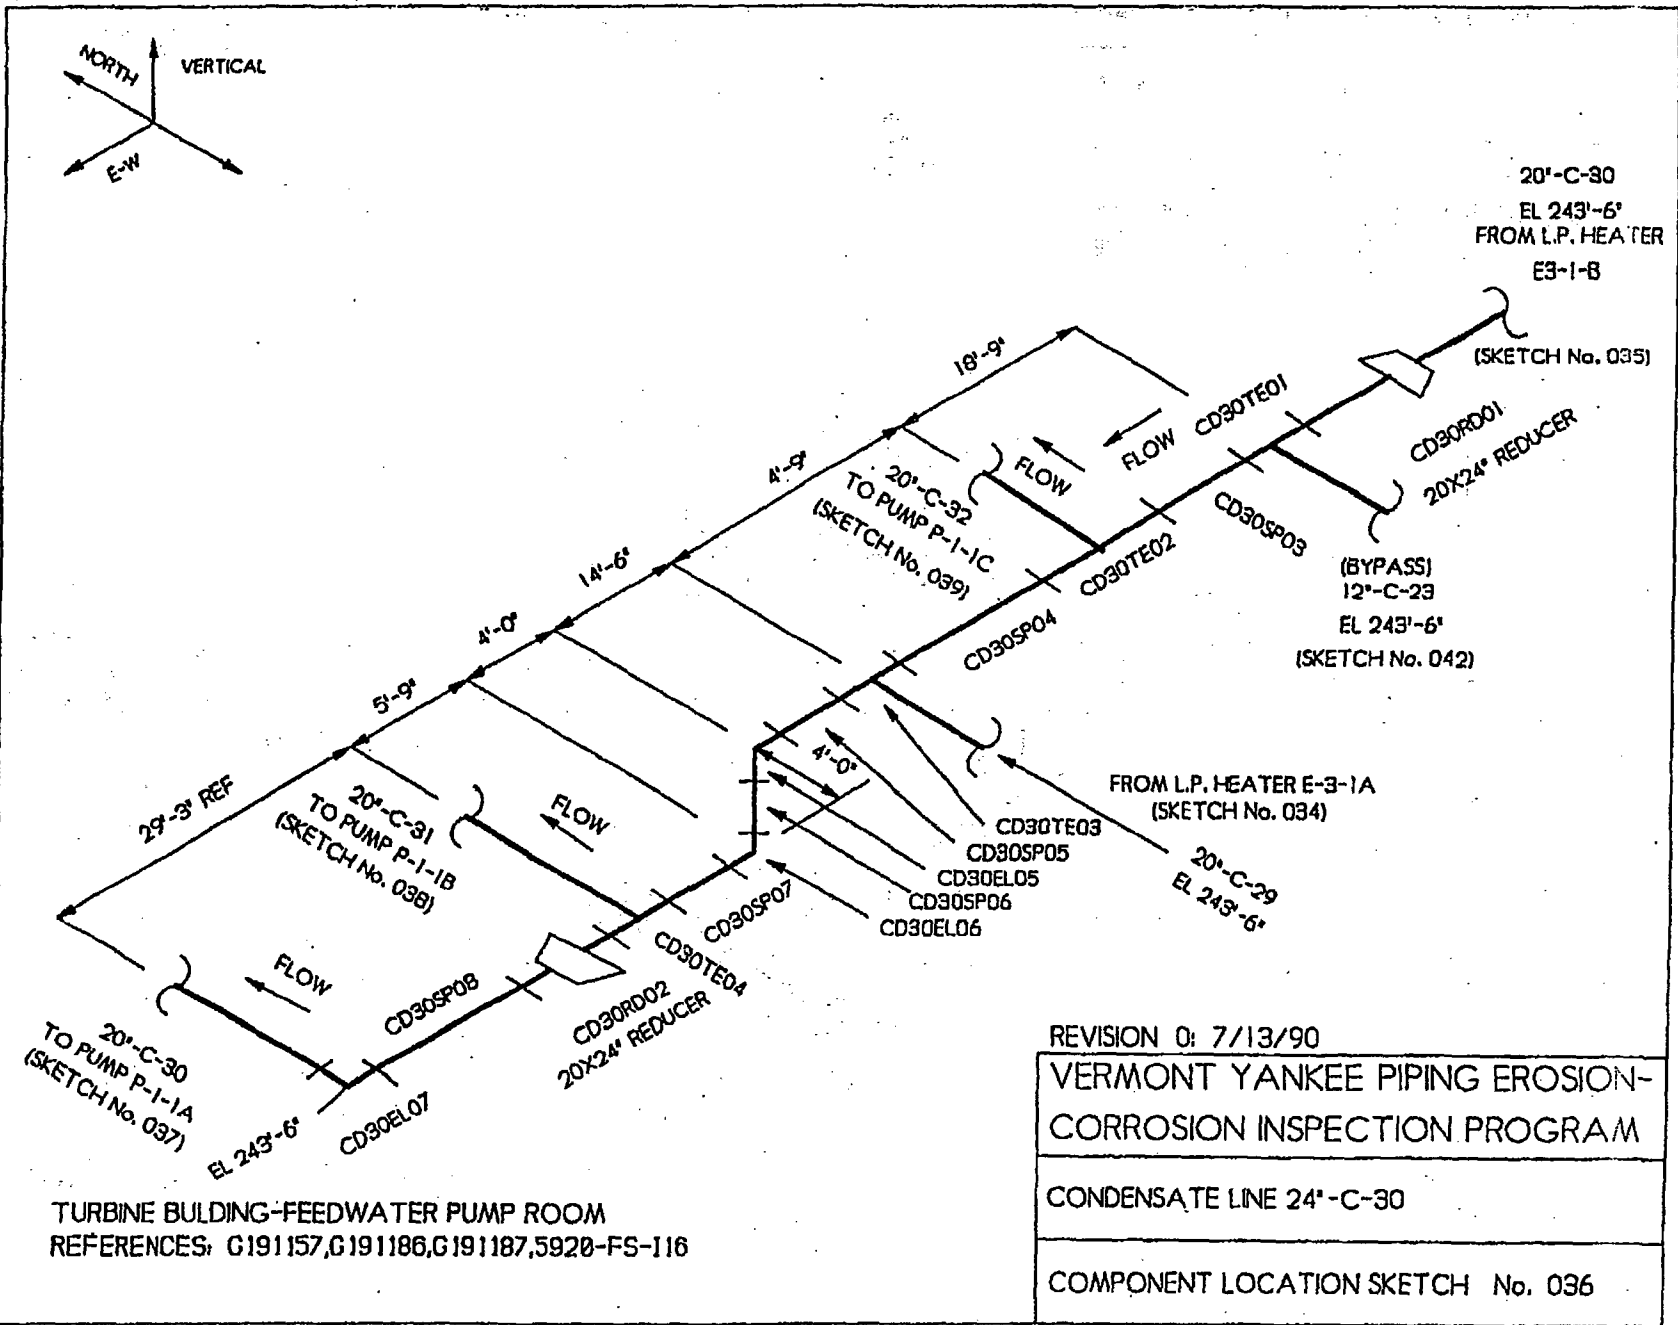 NORTH
VERTICAL
E-W
20"-C-30
EL 243'-6"
FROM L.P. HEATER
E3-1-B
(SKETCH No. 035)
18'-9"
CD30TE01
CD30RD01
20X24" REDUCER
FLOW
FLOW
4'-9"
20"-C-32
TO PUMP P-1-1C
(SKETCH No. 039)
CD30SP03
CD30TE02
(BYPASS)
12"-C-23
EL 243'-6"
(SKETCH No. 042)
14'-6"
CD30SP04
4'-0"
5'-9"
4'-0"
FROM L.P. HEATER E-3-1A
(SKETCH No. 034)
29'-3" REF
20"-C-31
TO PUMP P-1-1B
(SKETCH No. 038)
FLOW
CD30TE03
CD30SP05
CD30EL05
CD30SP06
CD30EL06
20"-C-29
EL 243'-6"
CD30SP07
CD30TE04
FLOW
CD30SP08
CD30RD02
20X24" REDUCER
20"-C-30
TO PUMP P-1-1A
(SKETCH No. 037)
EL 243'-6"
CD30EL07
REVISION 0: 7/13/90
VERMONT YANKEE PIPING EROSION-
CORROSION INSPECTION PROGRAM
CONDENSATE LINE 24"-C-30
COMPONENT LOCATION SKETCH No. 036
TURBINE BULDING-FEEDWATER PUMP ROOM
REFERENCES: G191157,G191186,G191187,5920-FS-116